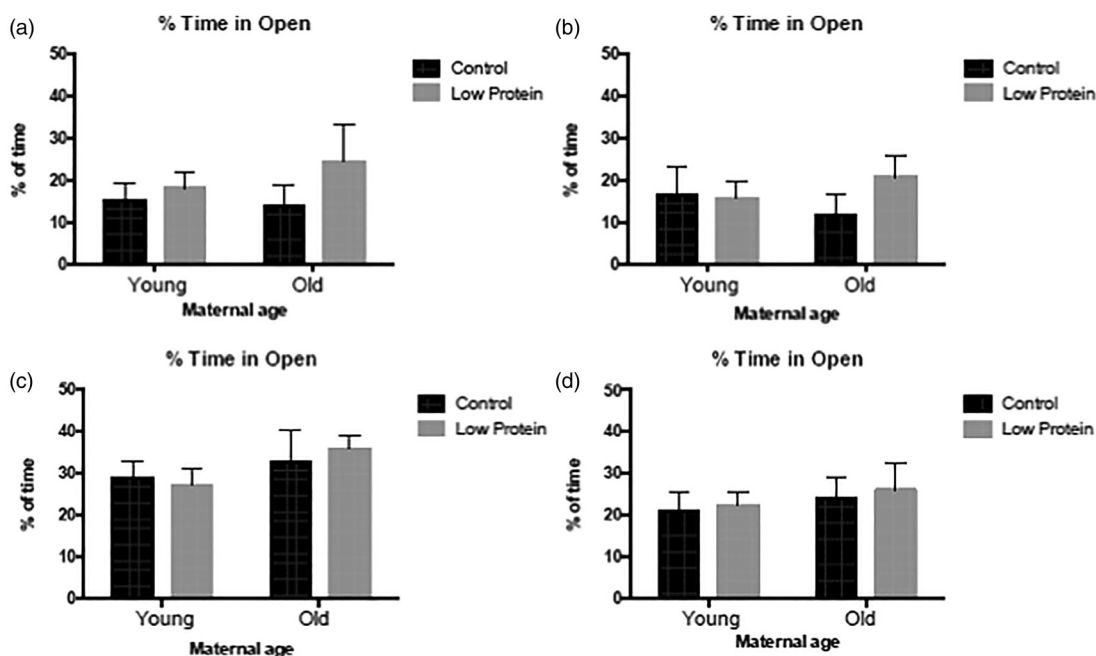 (a)
% Time in Open
50
40
30
20
10
0
% of time
Young
Old
Maternal age
Control
Low Protein
(b)
% Time in Open
50
40
30
20
10
0
% of time
Young
Old
Maternal age
Control
Low Protein
(c)
% Time in Open
50
40
30
20
10
0
% of time
Young
Old
Maternal age
Control
Low Protein
(d)
% Time in Open
50
40
30
20
10
0
% of time
Young
Old
Maternal age
Control
Low Protein